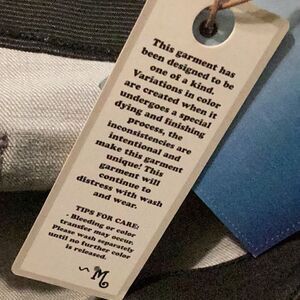 This garment has
been designed to be
one of a kind.
Variations in color
are created when it
undergoes a special
dying and finishing
process, the
inconsistencies are
intentional and
make this garment
unique! This
garment will
continue to
distress with wash
and wear.
TIPS FOR CARE:
· Bleeding or color
transfer may occur.
Please wash separately
until no further color
is released.
M